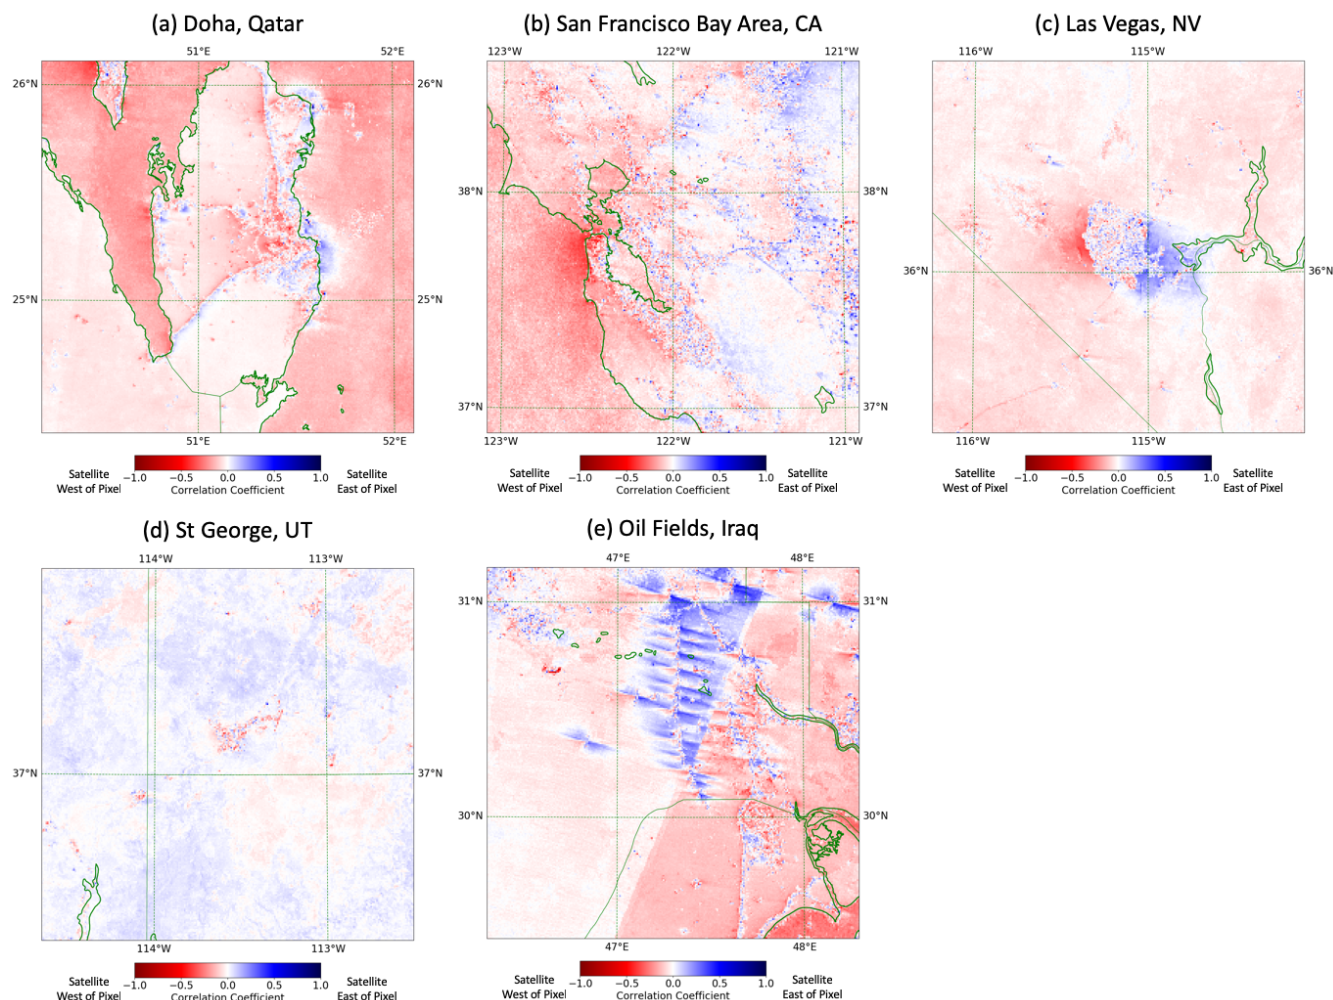 (a) Doha, Qatar
(b) San Francisco Bay Area, CA
(c) Las Vegas, NV
51°E 52°E
123°W 122°W 121°W
116°W 115°W
26°N 26°N
38°N 38°N
36°N 36°N
25°N 25°N
37°N 37°N
51°E 52°E
123°W 122°W 121°W
116°W 115°W
Satellite West of Pixel
−1.0 −0.5 0.0 0.5 1.0
Correlation Coefficient
Satellite East of Pixel
Satellite West of Pixel
−1.0 −0.5 0.0 0.5 1.0
Correlation Coefficient
Satellite East of Pixel
Satellite West of Pixel
−1.0 −0.5 0.0 0.5 1.0
Correlation Coefficient
Satellite East of Pixel
(d) St George, UT
(e) Oil Fields, Iraq
114°W 113°W
47°E 48°E
31°N 31°N
37°N 37°N
30°N 30°N
114°W 113°W
47°E 48°E
Satellite West of Pixel
−1.0 −0.5 0.0 0.5 1.0
Correlation Coefficient
Satellite East of Pixel
Satellite West of Pixel
−1.0 −0.5 0.0 0.5 1.0
Correlation Coefficient
Satellite East of Pixel